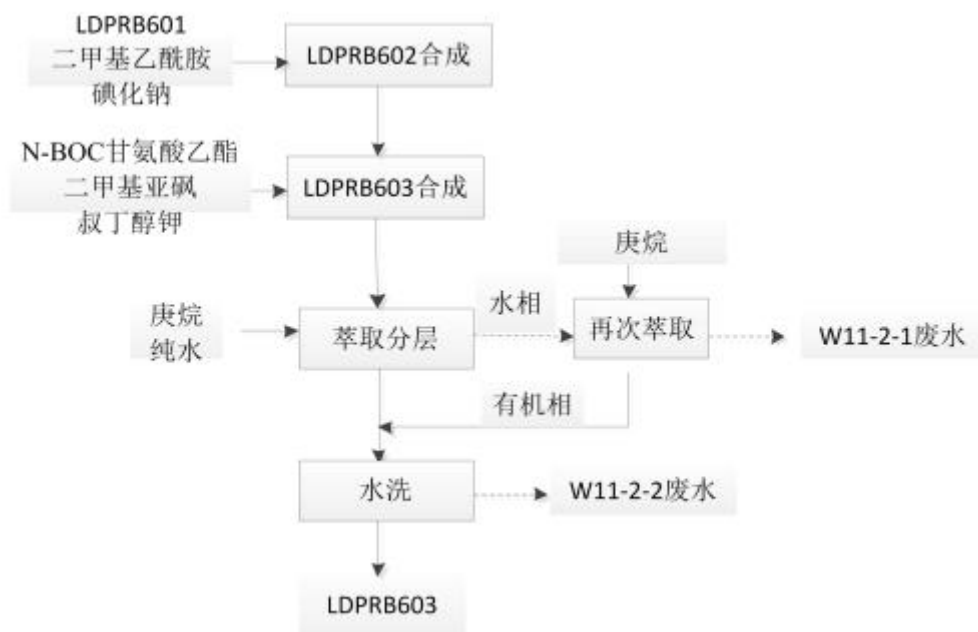 LDPRB601
二甲基乙酰胺
碘化钠
LDPRB602合成
N-BOC甘氨酸乙酯
二甲基亚砜
叔丁醇钾
LDPRB603合成
庚烷
庚烷
纯水
萃取分层
水相
再次萃取
W11-2-1废水
有机相
水洗
W11-2-2废水
LDPRB603